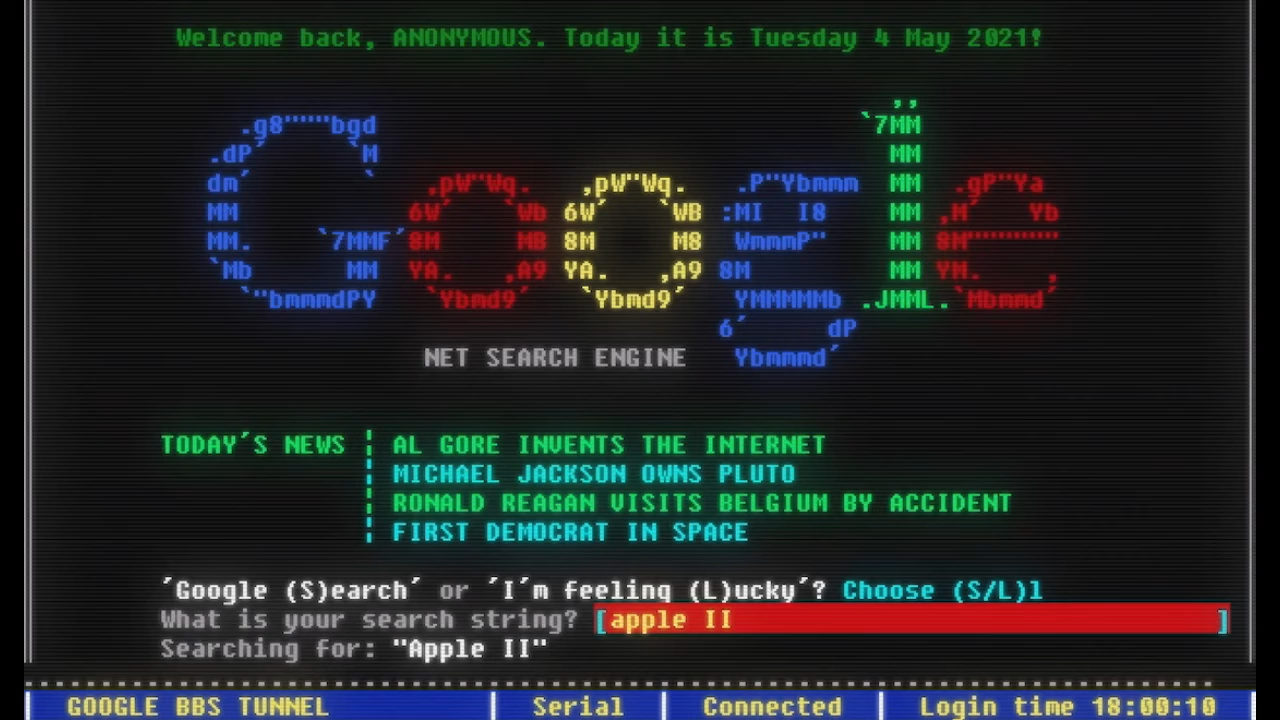 Welcome back, ANONYMOUS. Today it is Tuesday 4 May 2021!
Google
NET SEARCH ENGINE
TODAY'S NEWS ¦ AL GORE INVENTS THE INTERNET
¦ MICHAEL JACKSON OWNS PLUTO
¦ RONALD REAGAN VISITS BELGIUM BY ACCIDENT
¦ FIRST DEMOCRAT IN SPACE
'Google (S)earch' or 'I'm feeling (L)ucky'? Choose (S/L)l
What is your search string? [apple II]
Searching for: "Apple II"
GOOGLE BBS TUNNEL | Serial | Connected | Login time 18:00:10